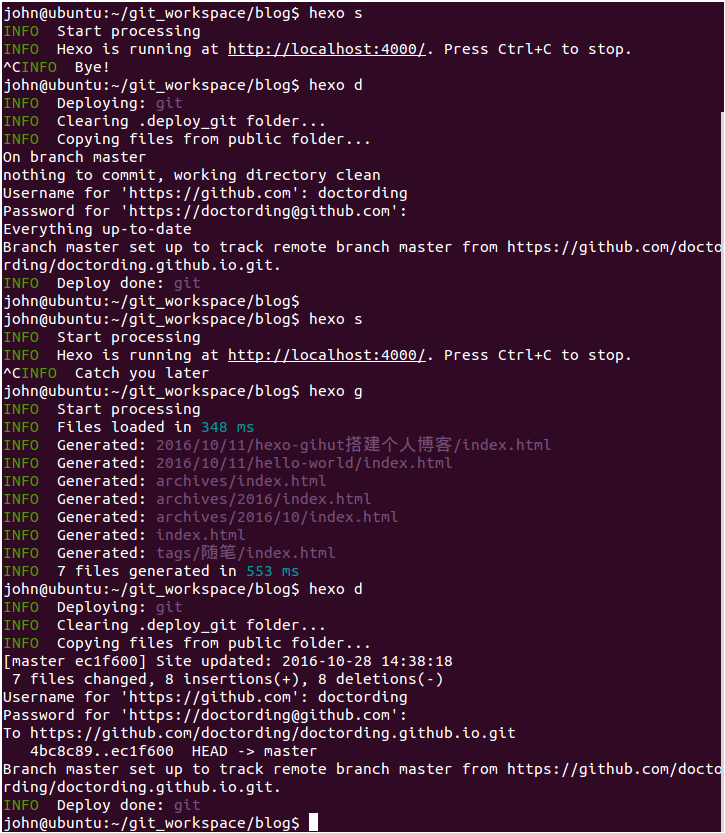 john@ubuntu:~/git_workspace/blog$ hexo s
INFO  Start processing
INFO  Hexo is running at http://localhost:4000/. Press Ctrl+C to stop.
^CINFO  Bye!
john@ubuntu:~/git_workspace/blog$ hexo d
INFO  Deploying: git
INFO  Clearing .deploy_git folder...
INFO  Copying files from public folder...
On branch master
nothing to commit, working directory clean
Username for 'https://github.com': doctording
Password for 'https://doctording@github.com':
Everything up-to-date
Branch master set up to track remote branch master from https://github.com/docto
rding/doctording.github.io.git.
INFO  Deploy done: git
john@ubuntu:~/git_workspace/blog$
john@ubuntu:~/git_workspace/blog$ hexo s
INFO  Start processing
INFO  Hexo is running at http://localhost:4000/. Press Ctrl+C to stop.
^CINFO  Catch you later
john@ubuntu:~/git_workspace/blog$ hexo g
INFO  Start processing
INFO  Files loaded in 348 ms
INFO  Generated: 2016/10/11/hexo-gihut搭建个人博客/index.html
INFO  Generated: 2016/10/11/hello-world/index.html
INFO  Generated: archives/index.html
INFO  Generated: archives/2016/index.html
INFO  Generated: archives/2016/10/index.html
INFO  Generated: index.html
INFO  Generated: tags/随笔/index.html
INFO  7 files generated in 553 ms
john@ubuntu:~/git_workspace/blog$ hexo d
INFO  Deploying: git
INFO  Clearing .deploy_git folder...
INFO  Copying files from public folder...
[master ec1f600] Site updated: 2016-10-28 14:38:18
 7 files changed, 8 insertions(+), 8 deletions(-)
Username for 'https://github.com': doctording
Password for 'https://doctording@github.com':
To https://github.com/doctording/doctording.github.io.git
   4bc8c89..ec1f600  HEAD -> master
Branch master set up to track remote branch master from https://github.com/docto
rding/doctording.github.io.git.
INFO  Deploy done: git
john@ubuntu:~/git_workspace/blog$